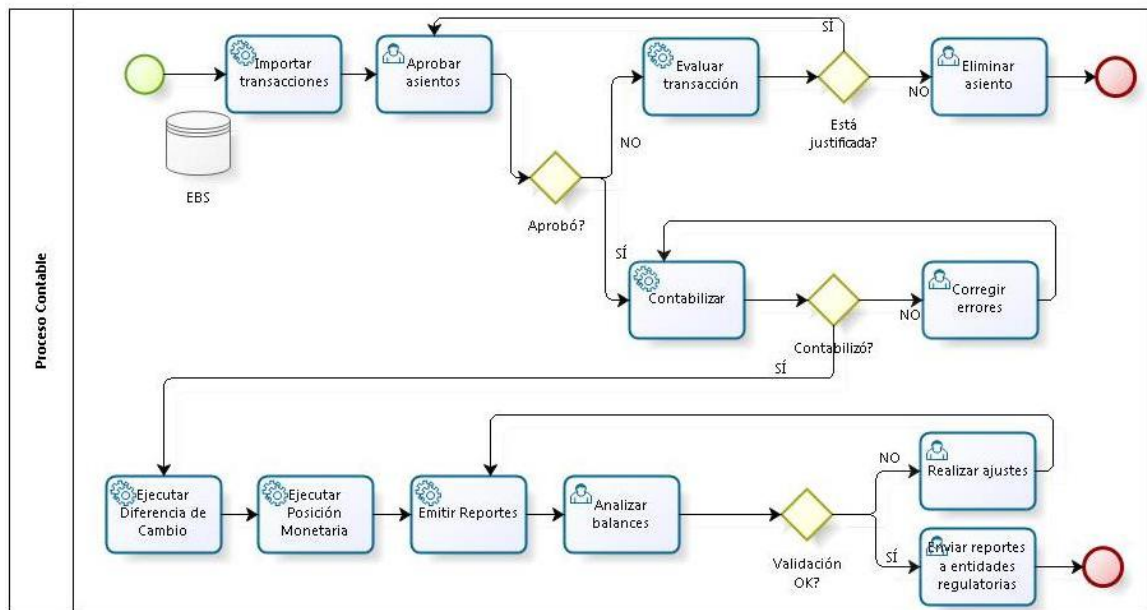 Proceso Contable
SÍ
Importar
transacciones
Aprobar
asientos
Evaluar
transacción
Eliminar
asiento
NO
Está
justificada?
EBS
NO
Aprobó?
SÍ
Contabilizar
NO
Corregir
errores
Contabilizó?
SÍ
Ejecutar
Diferencia de
Cambio
Ejecutar
Posición
Monetaria
Emitir Reportes
Analizar
balances
NO
Realizar ajustes
Validación
OK?
SÍ
Enviar reportes
a entidades
regulatorias